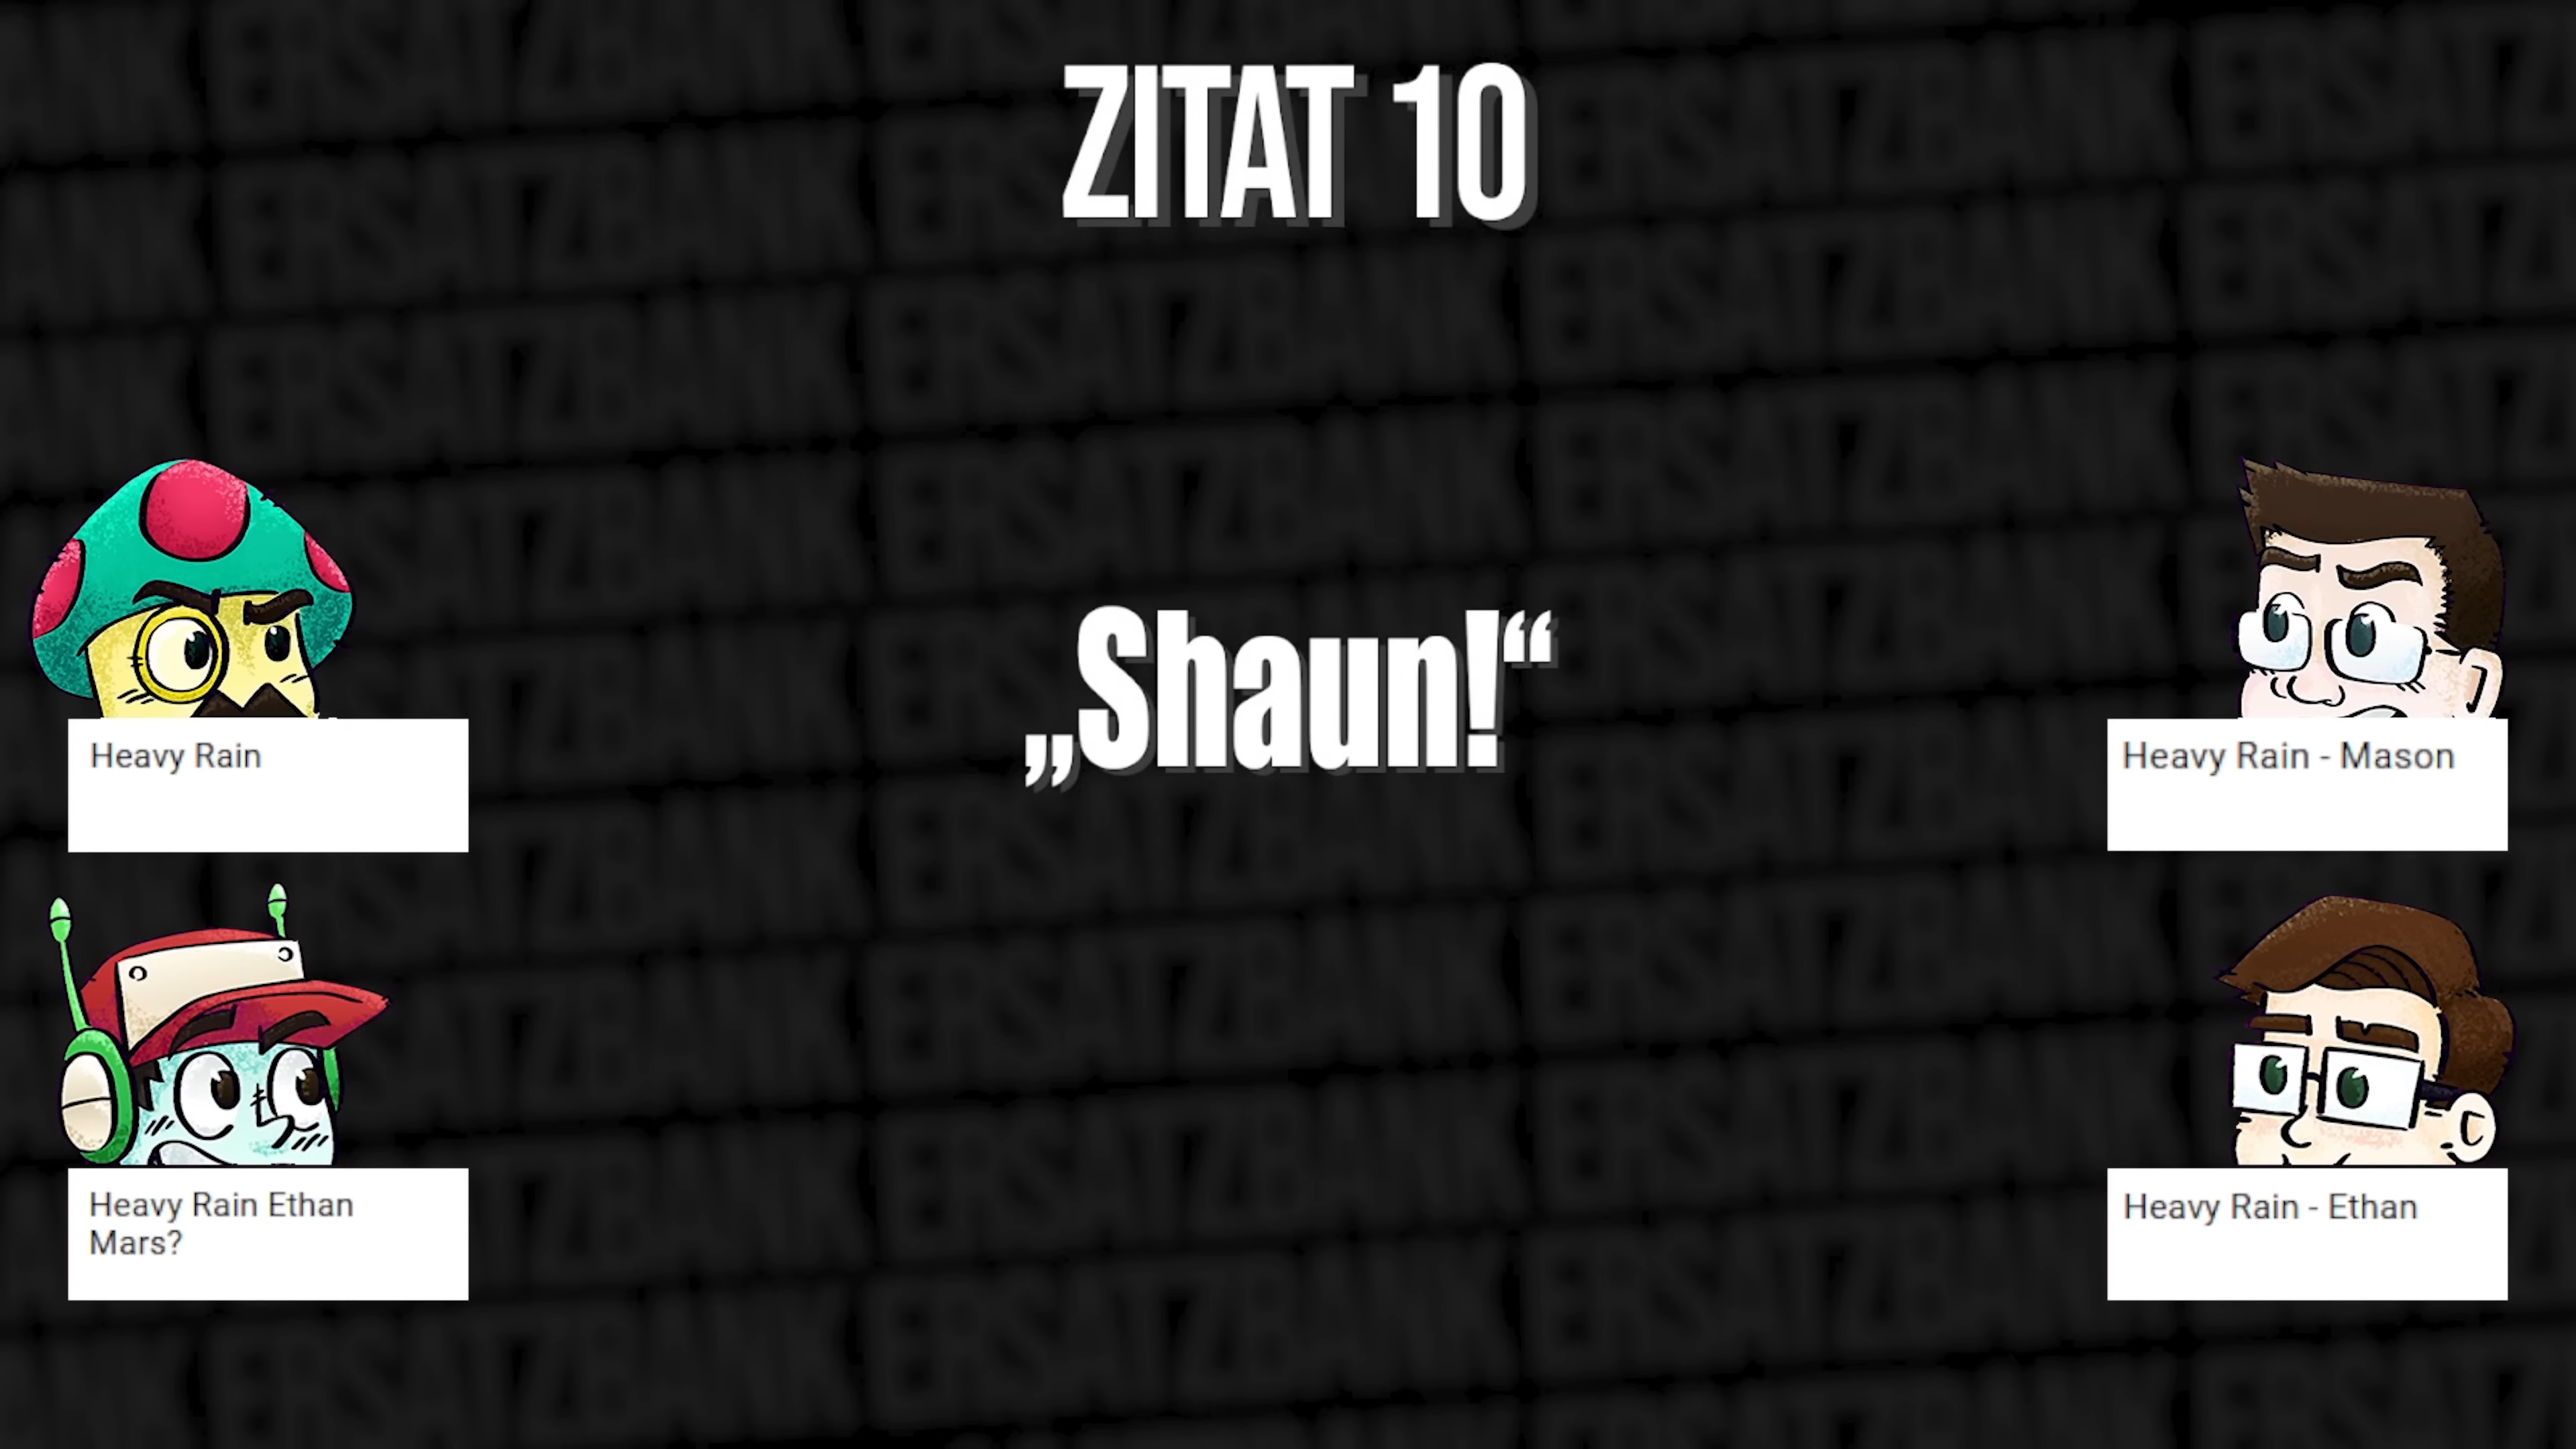 ZITAT 10
„Shaun!“
Heavy Rain
Heavy Rain - Mason
Heavy Rain Ethan
Mars?
Heavy Rain - Ethan